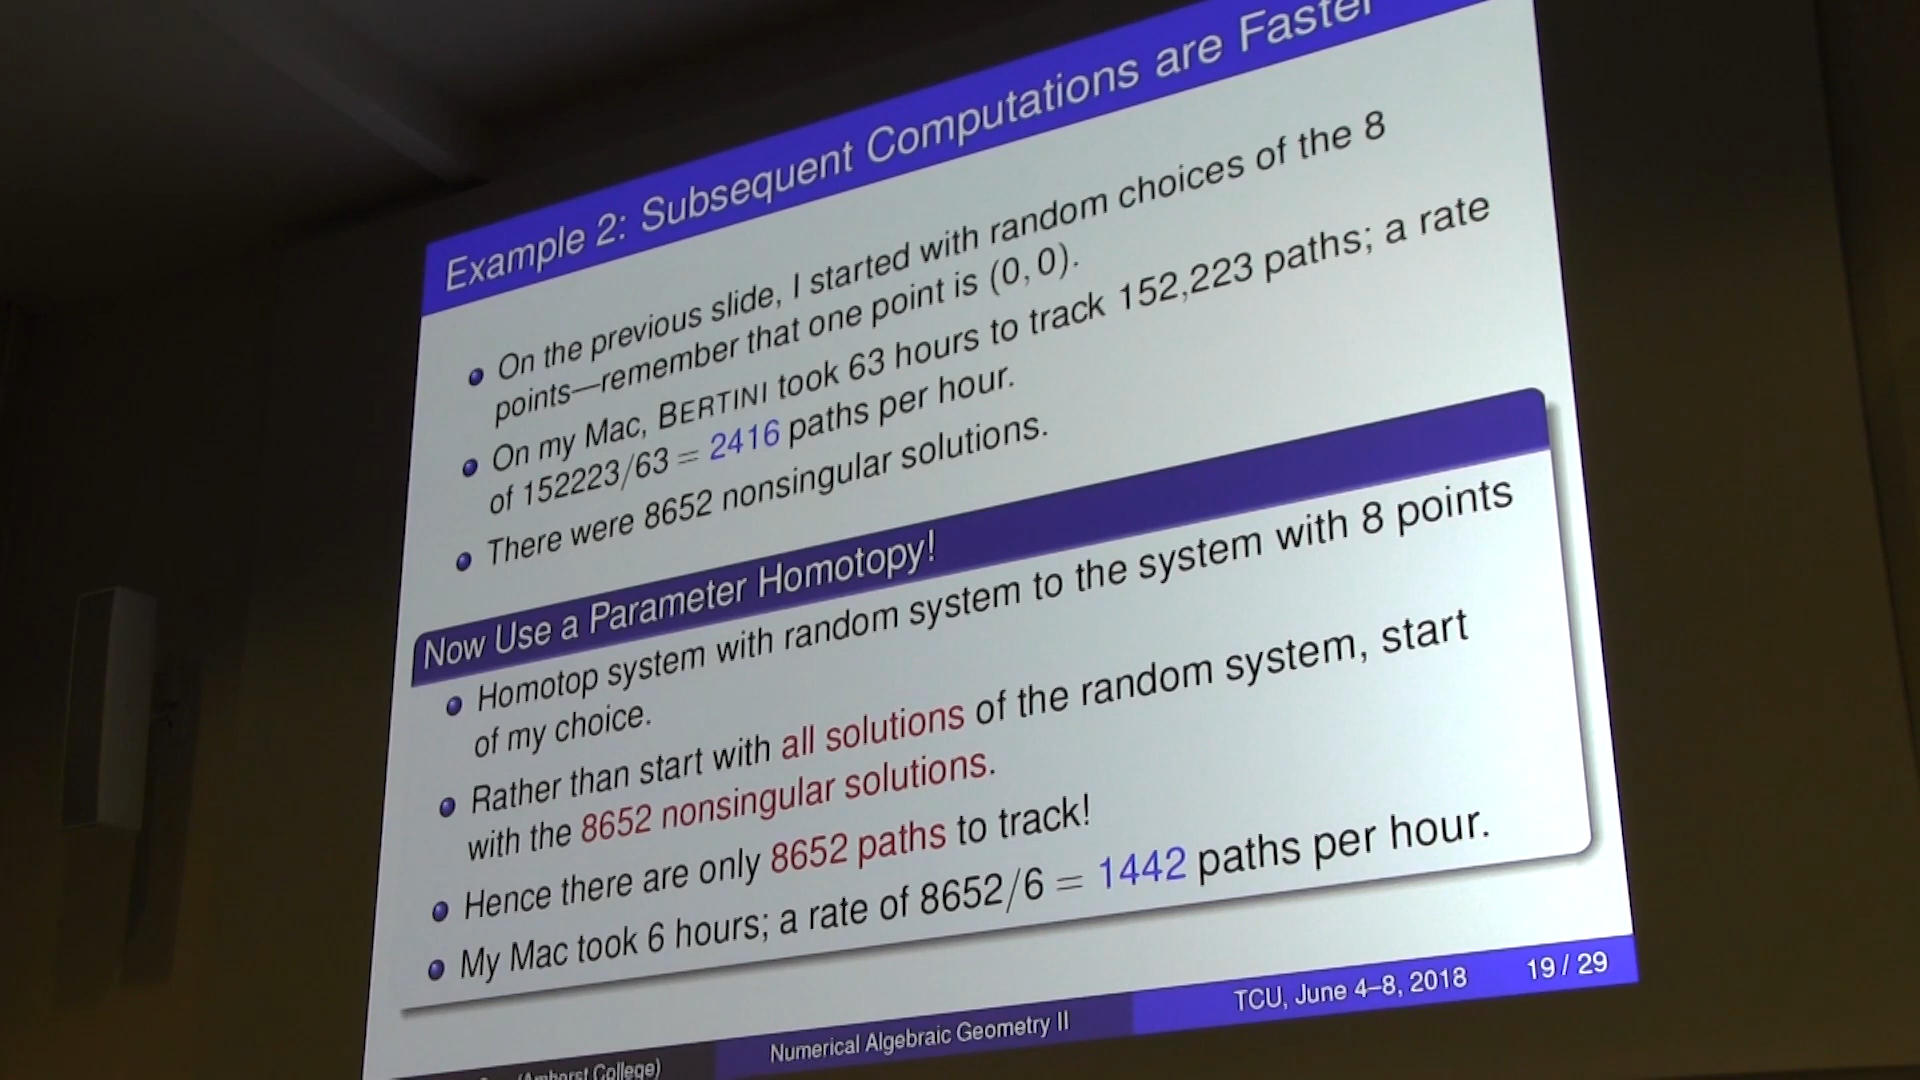 Example 2: Subsequent Computations are Faster
On the previous slide, I started with random choices of the 8
points—remember that one point is (0, 0).
On my Mac, BERTINI took 63 hours to track 152,223 paths; a rate
of 152223/63 = 2416 paths per hour.
There were 8652 nonsingular solutions.
Now Use a Parameter Homotopy!
Homotop system with random system to the system with 8 points
of my choice.
Rather than start with all solutions of the random system, start
with the 8652 nonsingular solutions.
Hence there are only 8652 paths to track!
My Mac took 6 hours; a rate of 8652/6 = 1442 paths per hour.
(Amherst College) Numerical Algebraic Geometry II TCU, June 4–8, 2018 19 / 29